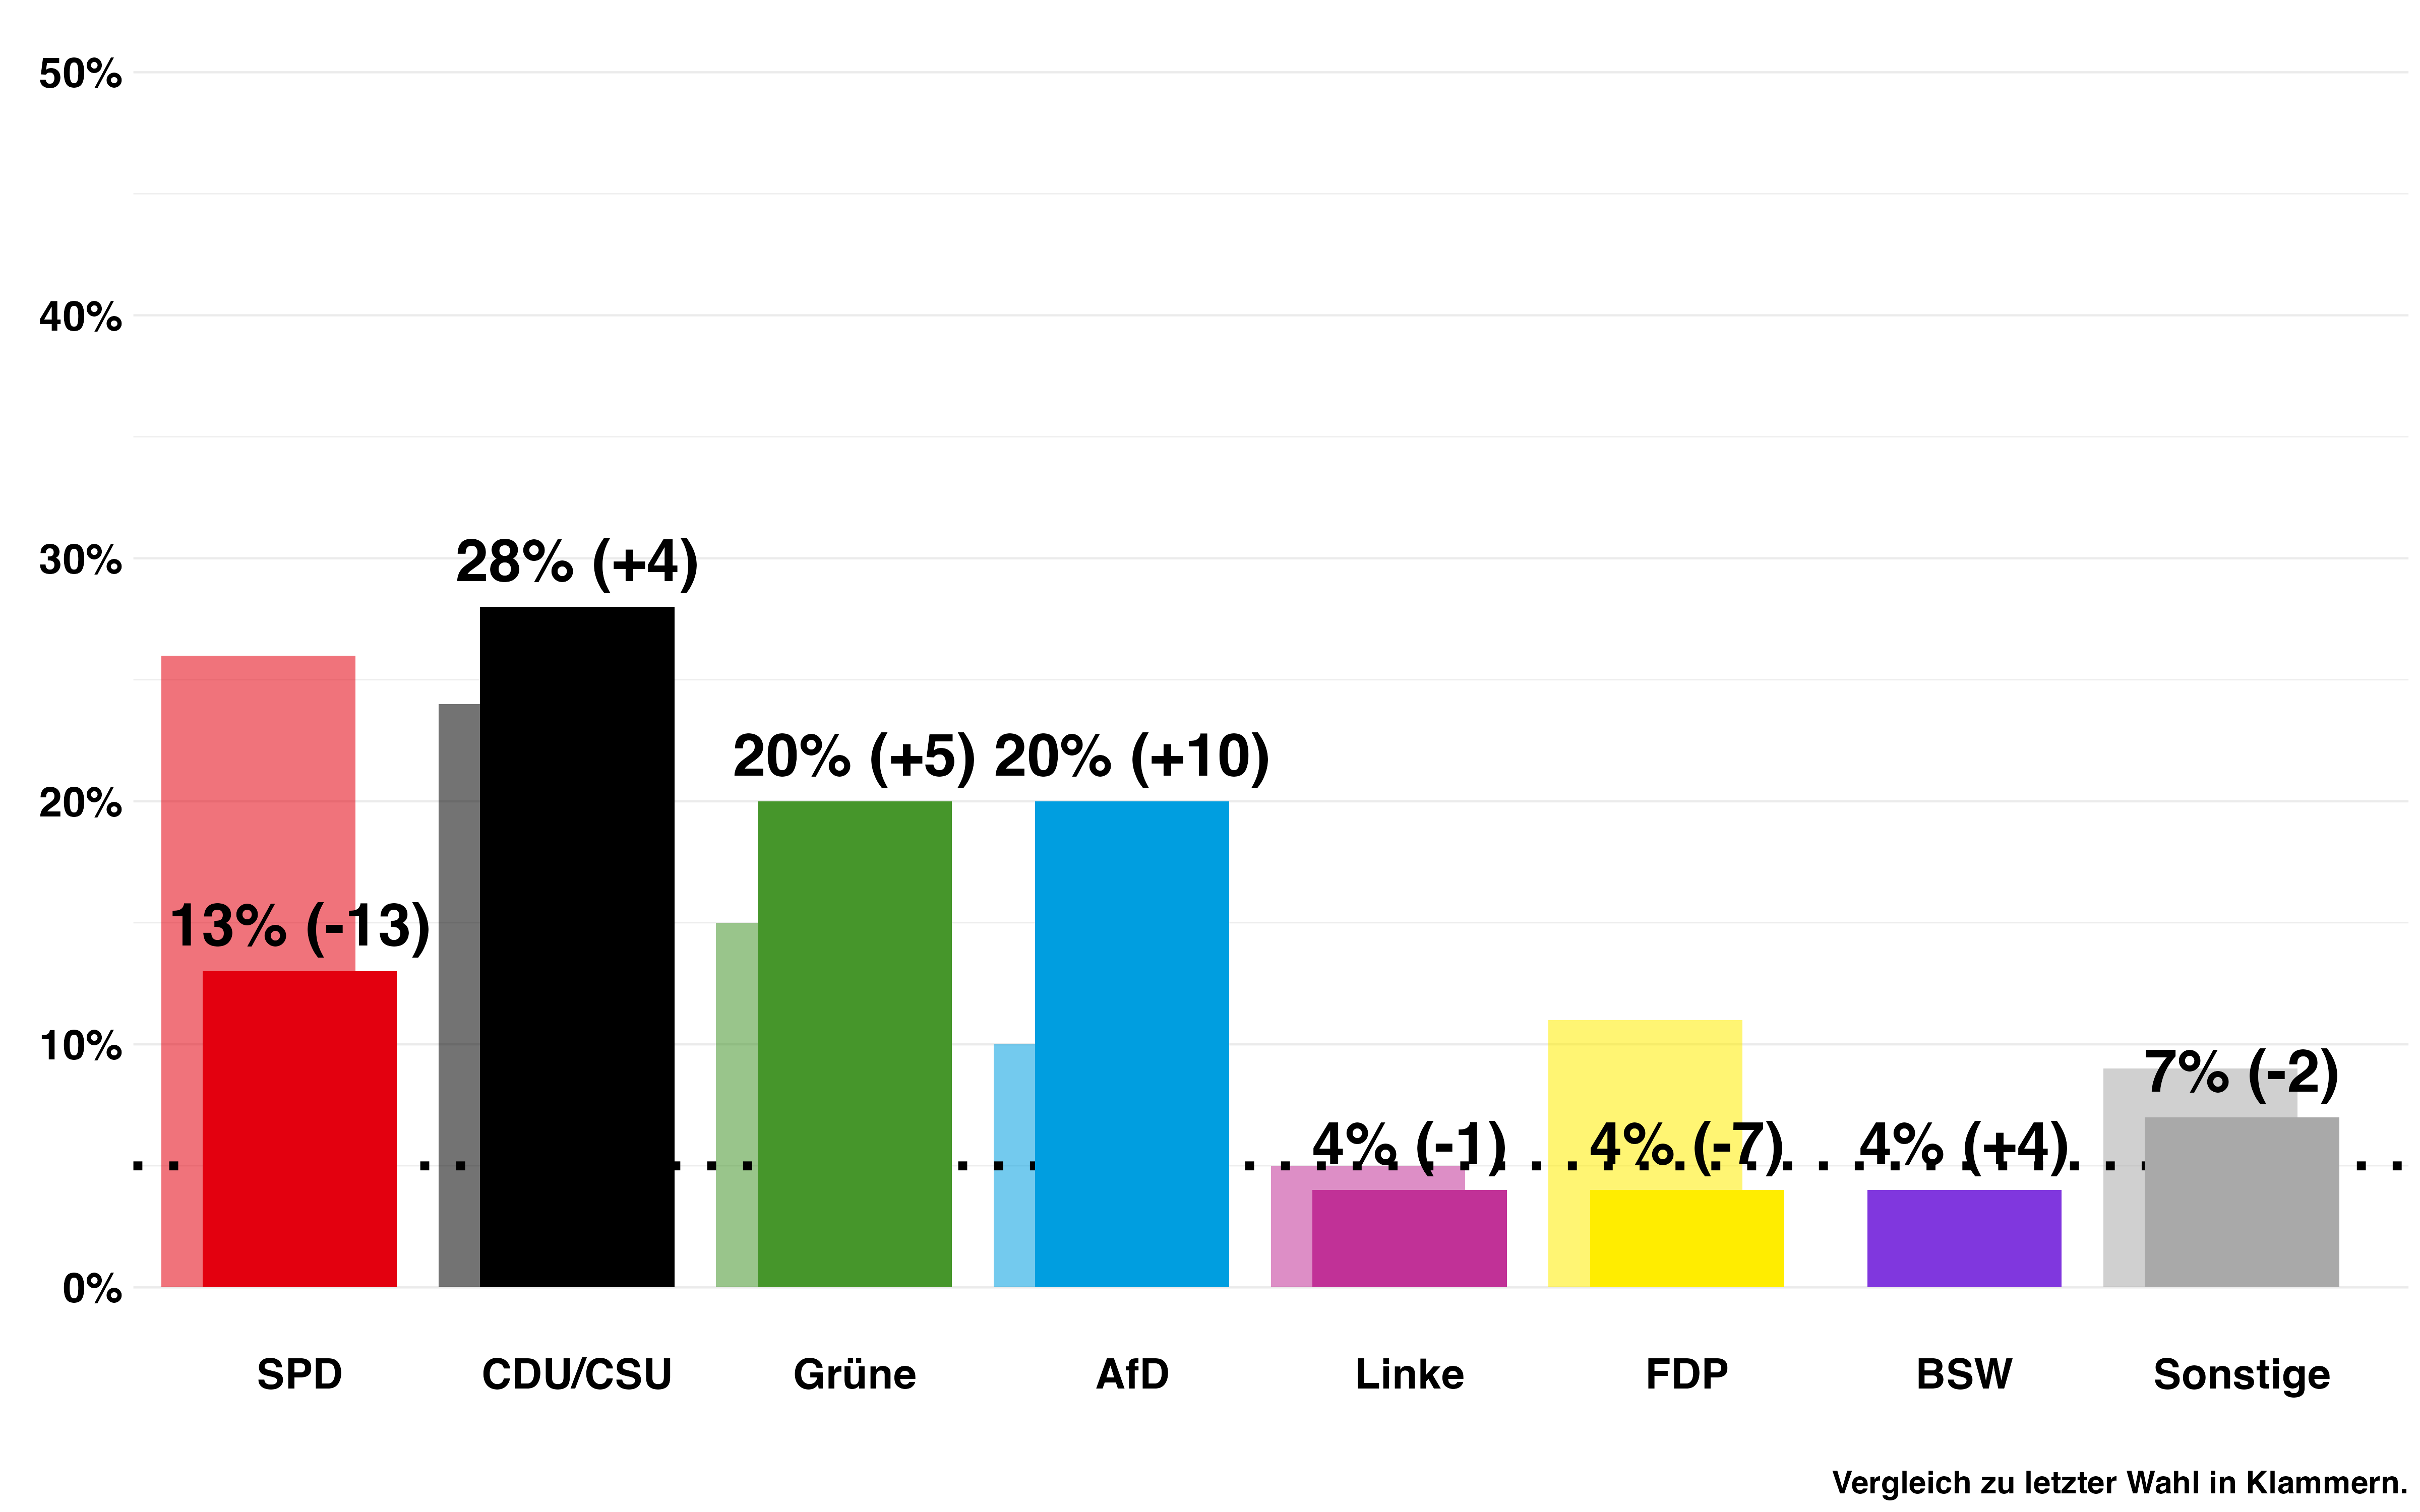 50%
40%
30%
20%
10%
0%
13% (-13)
28% (+4)
20% (+5)
20% (+10)
4% (-1)
4% (-7)
4% (+4)
7% (-2)
SPD
CDU/CSU
Grüne
AfD
Linke
FDP
BSW
Sonstige
Vergleich zu letzter Wahl in Klammern.